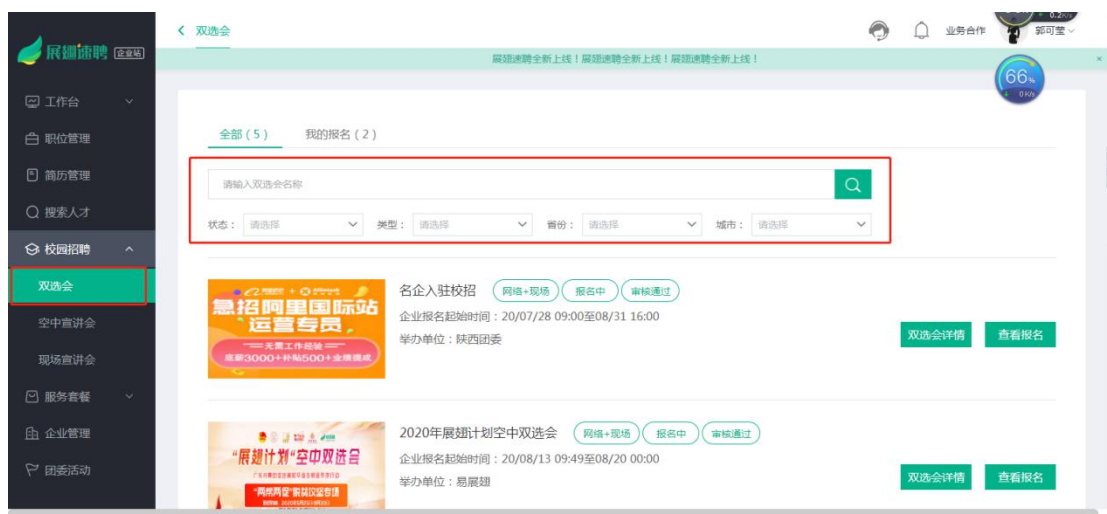 展翅速聘 企业站
双选会
业务合作
郭可莹
0.2K/s
展翅速聘全新上线！展翅速聘全新上线！展翅速聘全新上线！
66%
0 K/s
工作台
职位管理
简历管理
搜索人才
校园招聘
双选会
空中宣讲会
现场宣讲会
服务套餐
企业管理
团委活动
全部（5）
我的报名（2）
请输入双选会名称
状态： 请选择 类型： 请选择 省份： 请选择 城市： 请选择
急招阿里国际站
运营专员
无需工作经验
底薪3000+补贴500+业绩提成
名企入驻校招 网络+现场 报名中 审核通过
企业报名起始时间：20/07/28 09:00至08/31 16:00
举办单位：陕西团委
双选会详情 查看报名
“展翅计划”空中双选会
2020年展翅计划空中双选会 网络+现场 报名中 审核通过
企业报名起始时间：20/08/13 09:49至08/20 00:00
举办单位：易展翅
双选会详情 查看报名